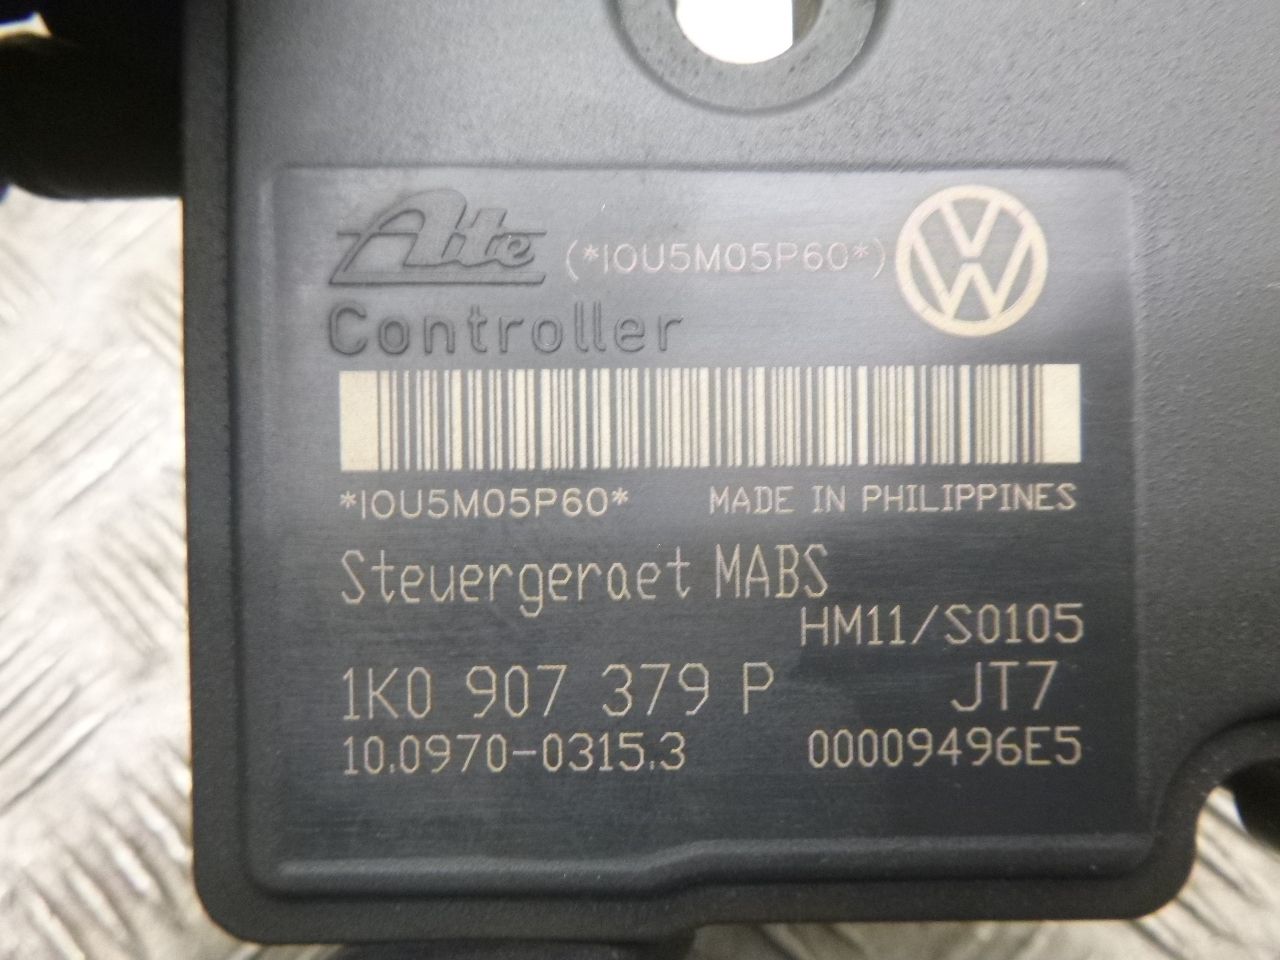 Ate (*IOU5M05P60*)
Controller
*IOU5M05P60* MADE IN PHILIPPINES
Steuergeraet MABS
HM11/S0105
1K0 907 379 P JT7
10.0970-0315.3 00009496E5